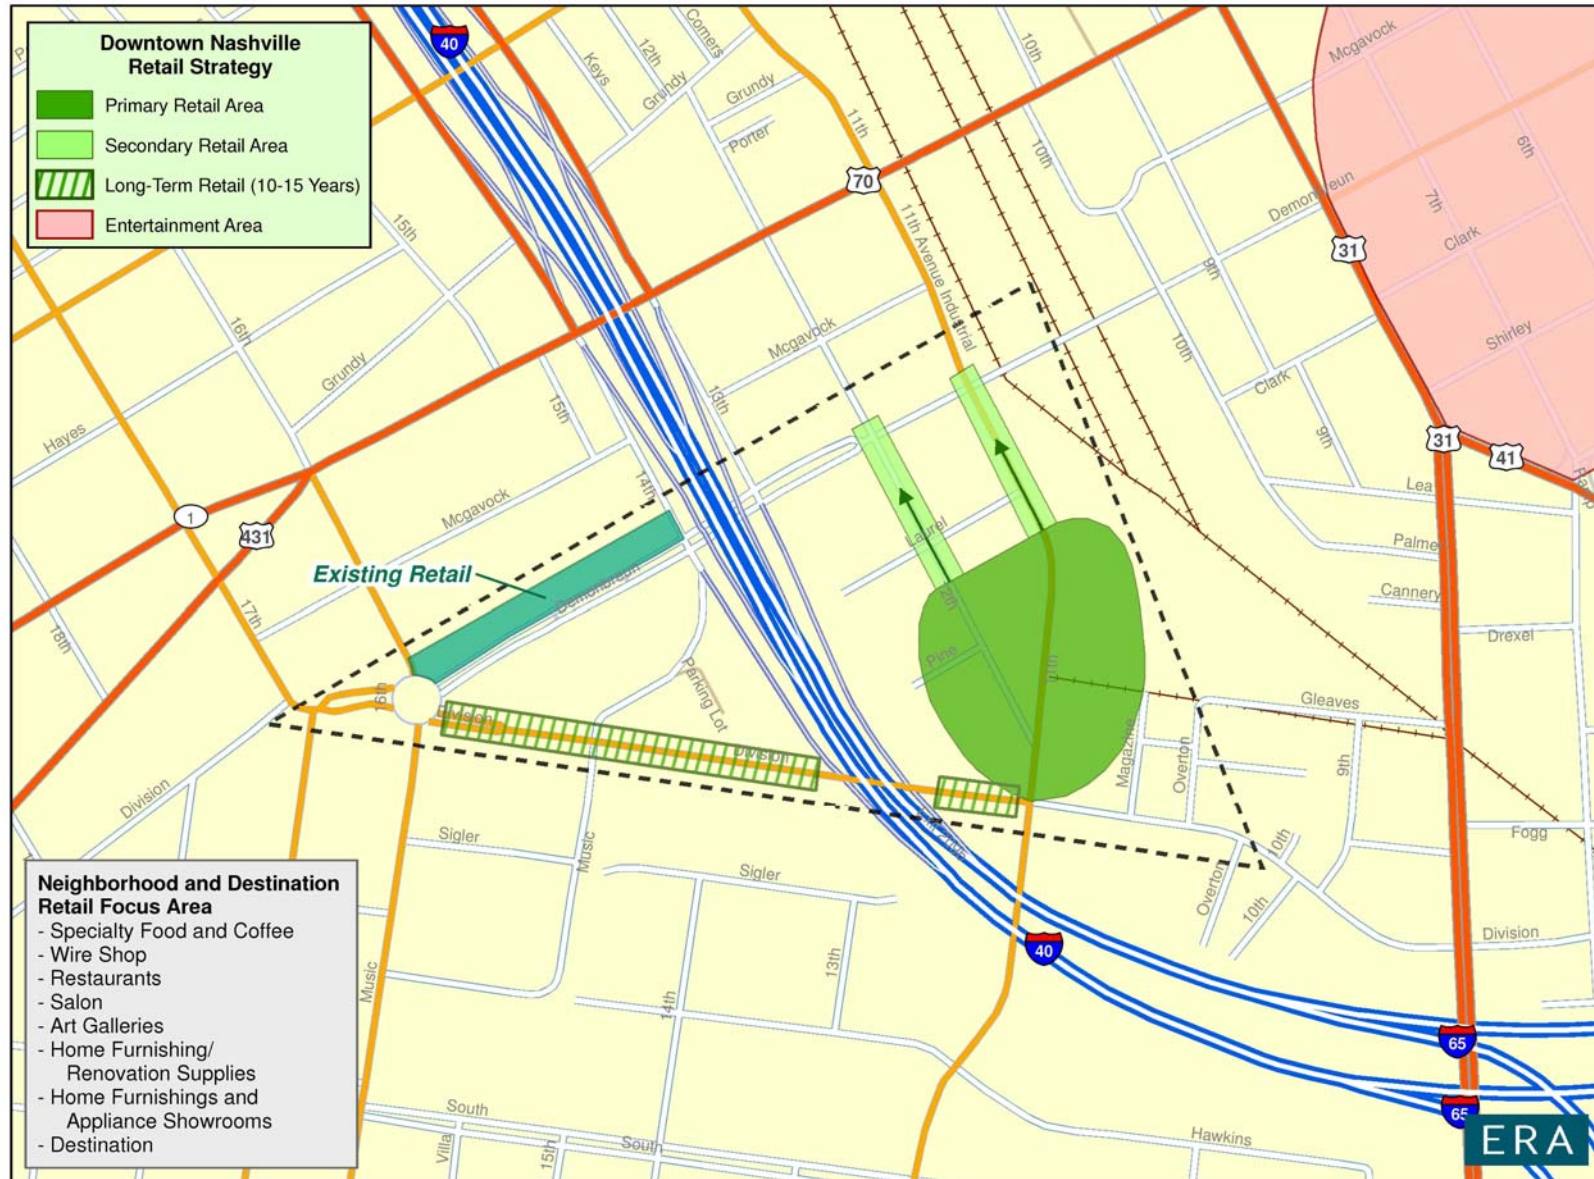 Downtown Nashville
Retail Strategy
Primary Retail Area
Secondary Retail Area
Long-Term Retail (10-15 Years)
Entertainment Area
40
Keys
12th
Comers
Grundy
Grundy
Porter
11th
10th
10th
Mcgavock
6th
7th
70
11th Avenue Industrial
Clark
31
9th
15th
16th
Grundy
Mcgavock
13th
10th
Shirley
Clark
15th
Hayes
9th
31
41
Ramp
Lea
14th
Mcgavock
1
431
Laurel
Palmer
Existing Retail
Demonbreun
Cannery
Drexel
17th
18th
Pine
11th
16th
Parking Lot
Gleaves
Division
Division
Magazine
Overton
9th
Division
Fogg
Sigler
Music
Sigler
10th
Overton
10th
Division
Neighborhood and Destination
Retail Focus Area
- Specialty Food and Coffee
- Wire Shop
- Restaurants
- Salon
- Art Galleries
- Home Furnishing/
Renovation Supplies
- Home Furnishings and
Appliance Showrooms
- Destination
Music
13th
14th
40
65
65
South
Villa
15th
South
Hawkins
ERA